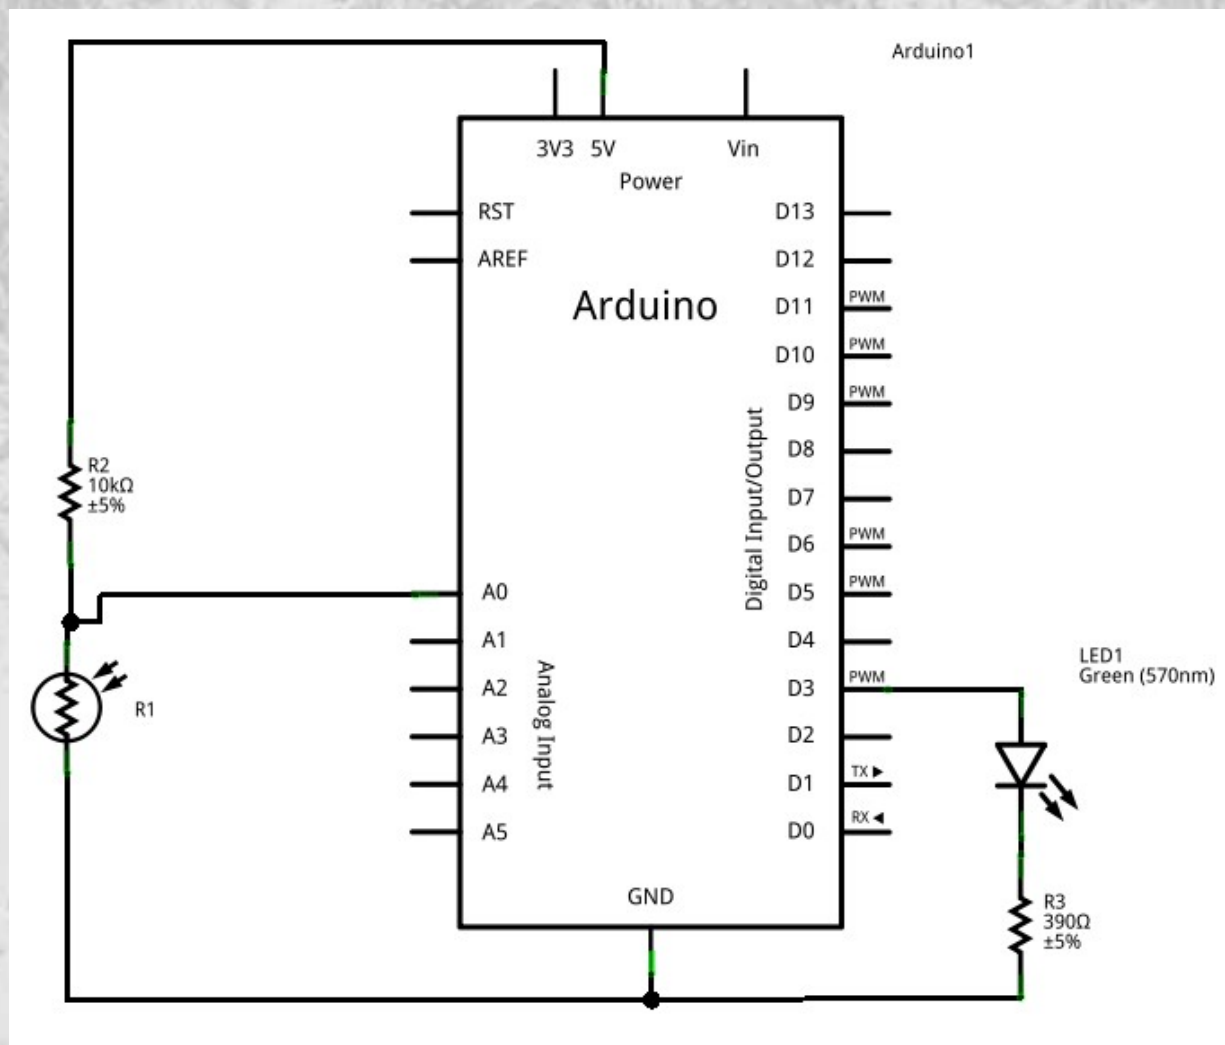 Arduino1
3V3 5V Vin
Power
RST D13
AREF D12
Arduino
D11 PWM
D10 PWM
D9 PWM
D8
D7
D6 PWM
D5 PWM
D4
D3 PWM
D2
D1 TX ▶
D0 RX ◀
Digital Input/Output
R2
10kΩ
±5%
A0
A1
A2
A3
A4
A5
Analog Input
R1
LED1
Green (570nm)
GND
R3
390Ω
±5%